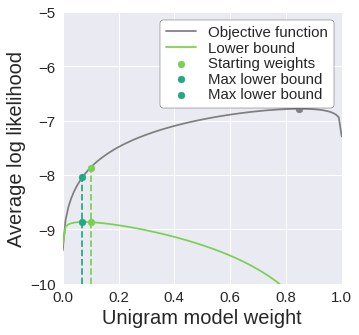 Objective function
Lower bound
Starting weights
Max lower bound
Max lower bound
Average log likelihood
−5
−6
−7
−8
−9
−10
0.0 0.2 0.4 0.6 0.8 1.0
Unigram model weight